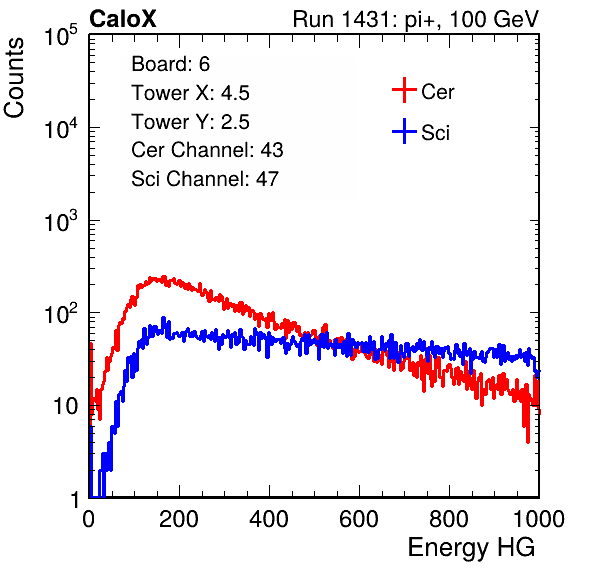 CaloX Run 1431: pi+, 100 GeV
Board: 6
Tower X: 4.5
Tower Y: 2.5
Cer Channel: 43
Sci Channel: 47
Cer
Sci
Counts
10^5
10^4
10^3
10^2
10
1
0 200 400 600 800 1000
Energy HG